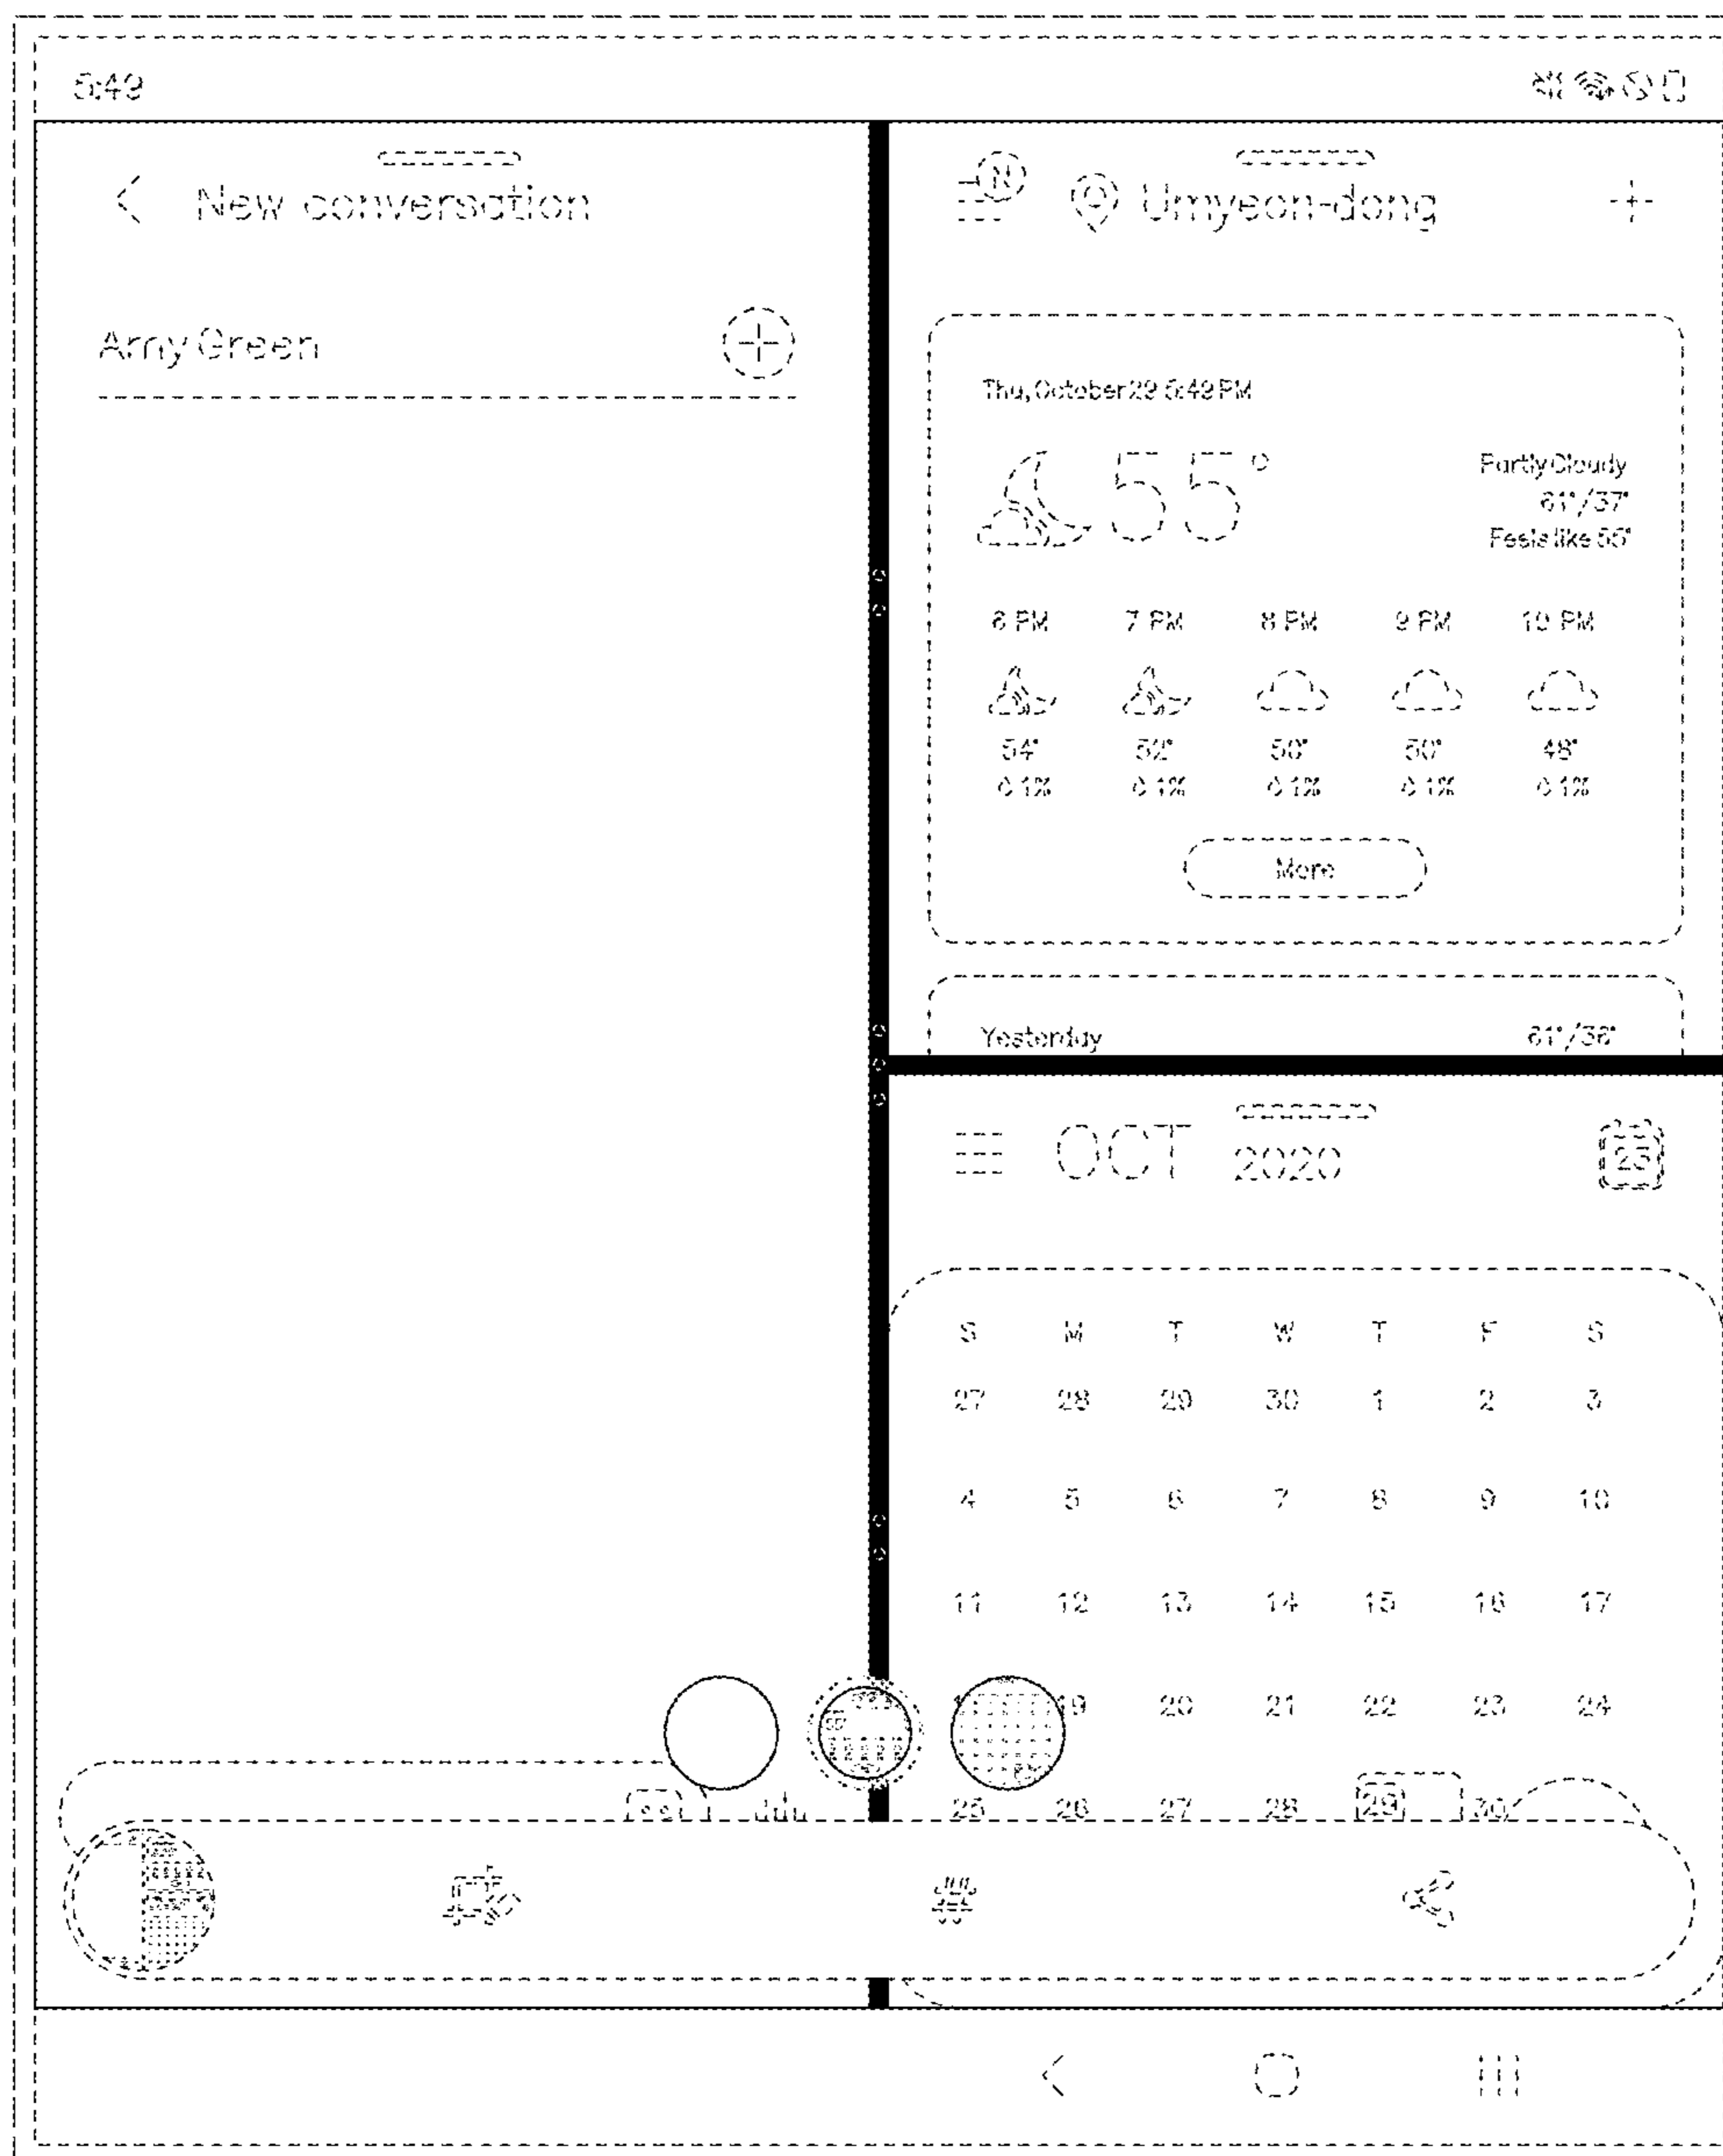 5:49
New conversation
Amy Green
N
Umyeon-dong
Thu, October 29 5:49 PM
55°
Partly Cloudy
61°/37°
Feels like 55°
6 PM 7 PM 8 PM 9 PM 10 PM
54° 52° 50° 50° 48°
More
Yesterday 61°/36°
OCT 2020
S M T W T F S
27 28 29 30 1 2 3
4 5 6 7 8 9 10
11 12 13 14 15 16 17
19 20 21 22 23 24
25 26 27 28 29 30
#